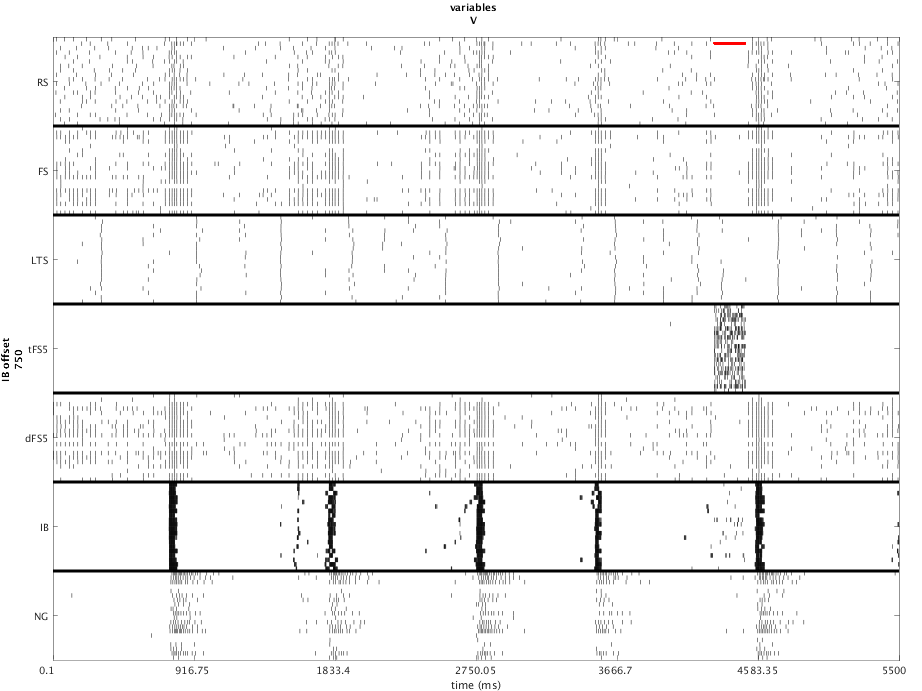 variables
V
RS
FS
LTS
tFS5
IB offset
750
dFS5
IB
NG
0.1
916.75
1833.4
2750.05
3666.7
4583.35
5500
time (ms)